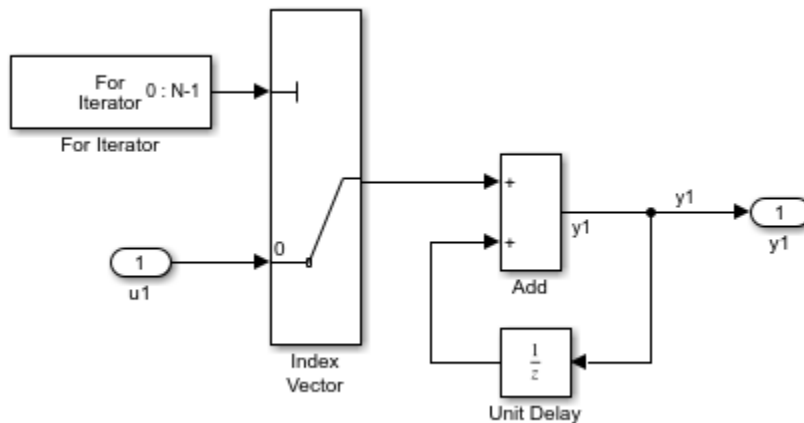 For
Iterator
0 : N-1
For Iterator
1
u1
0
Index
Vector
+
+
y1
Add
1
z
Unit Delay
y1
1
y1